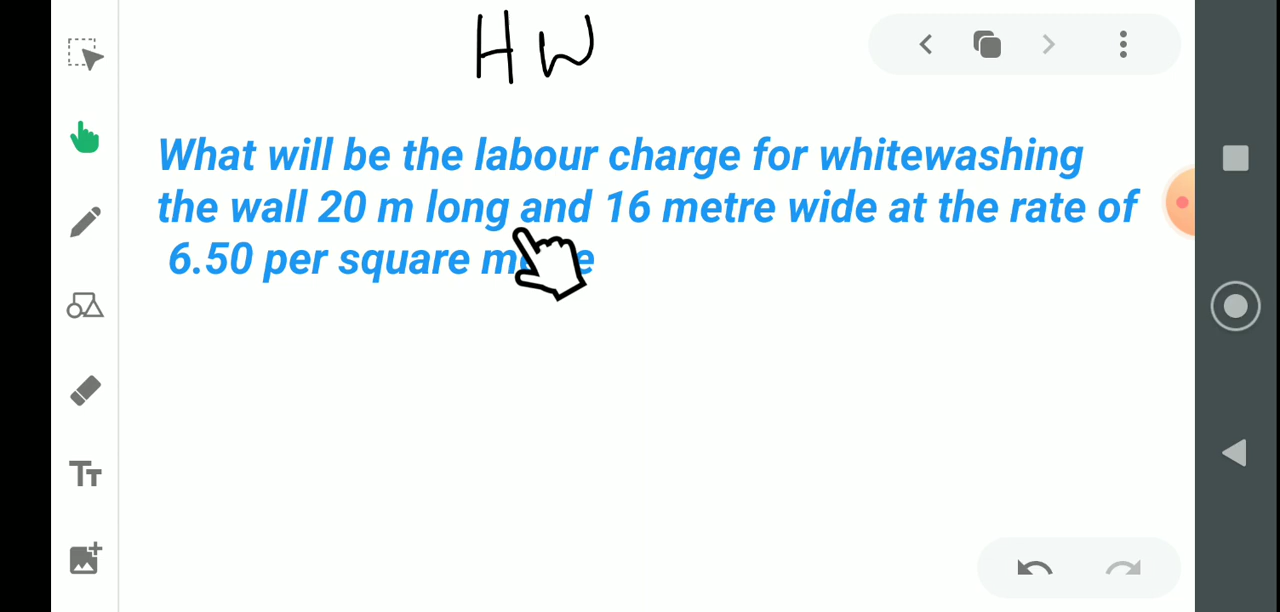 HW
What will be the labour charge for whitewashing
the wall 20 m long and 16 metre wide at the rate of
6.50 per square
TT